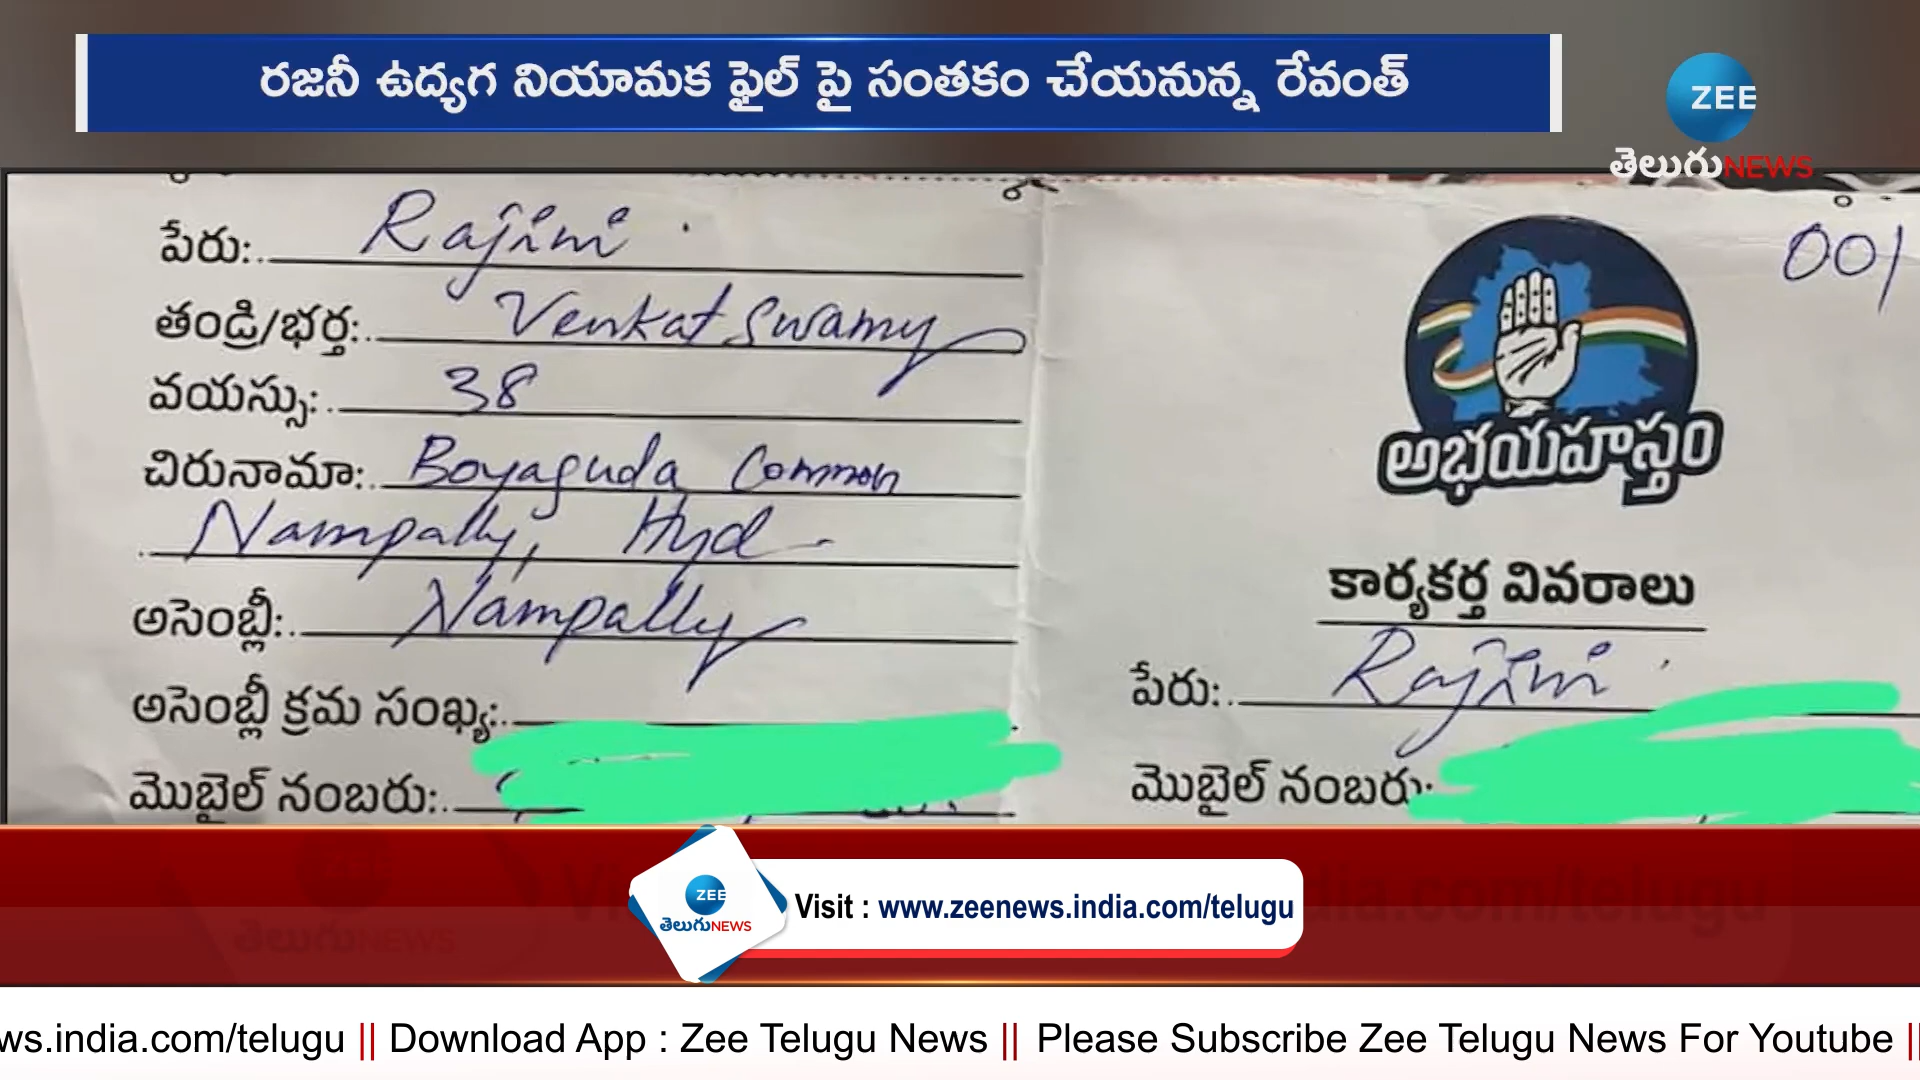 రజనీ ఉద్యగ నియామక ఫైల్ పై సంతకం చేయనున్న రేవంత్
ZEE
తెలుగుNEWS
పేరు: Rajini
తండ్రి/భర్త: Venkat Swamy
వయస్సు: 38
చిరునామా: Boyaguda Common
Nampally, Hyd
అసెంబ్లీ: Nampally
అసెంబ్లీ క్రమ సంఖ్య:
మొబైల్ నంబరు:
001
అభయహస్తం
కార్యకర్త వివరాలు
పేరు: Rajini
మొబైల్ నంబరు:
ZEE
తెలుగుNEWS
Visit : www.zeenews.india.com/telugu
ws.india.com/telugu || Download App : Zee Telugu News || Please Subscribe Zee Telugu News For Youtube ||